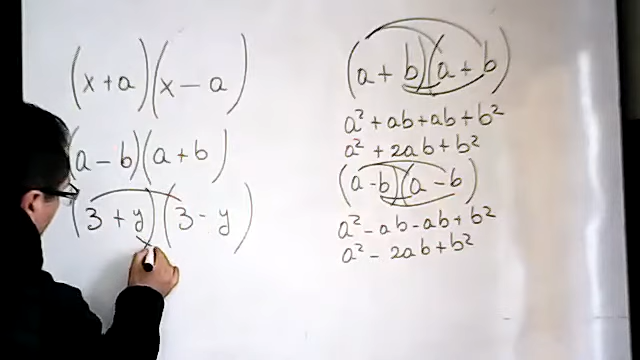 (x+a)(x-a)
(a-b)(a+b)
(3+y)(3-y)
(a+b)(a+b)
a²+ab+ab+b²
a²+2ab+b²
(a-b)(a-b)
a²-ab-ab+b²
a²-2ab+b²